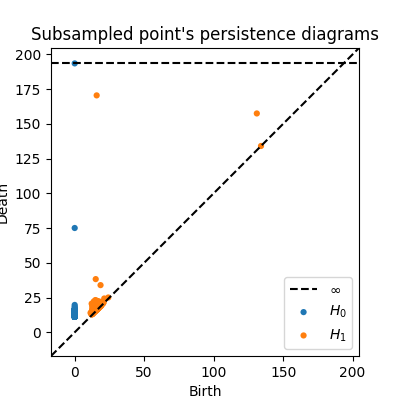 Subsampled point's persistence diagrams
200
175
150
125
100
75
50
25
0
Death
0 50 100 150 200
Birth
∞
H₀
H₁